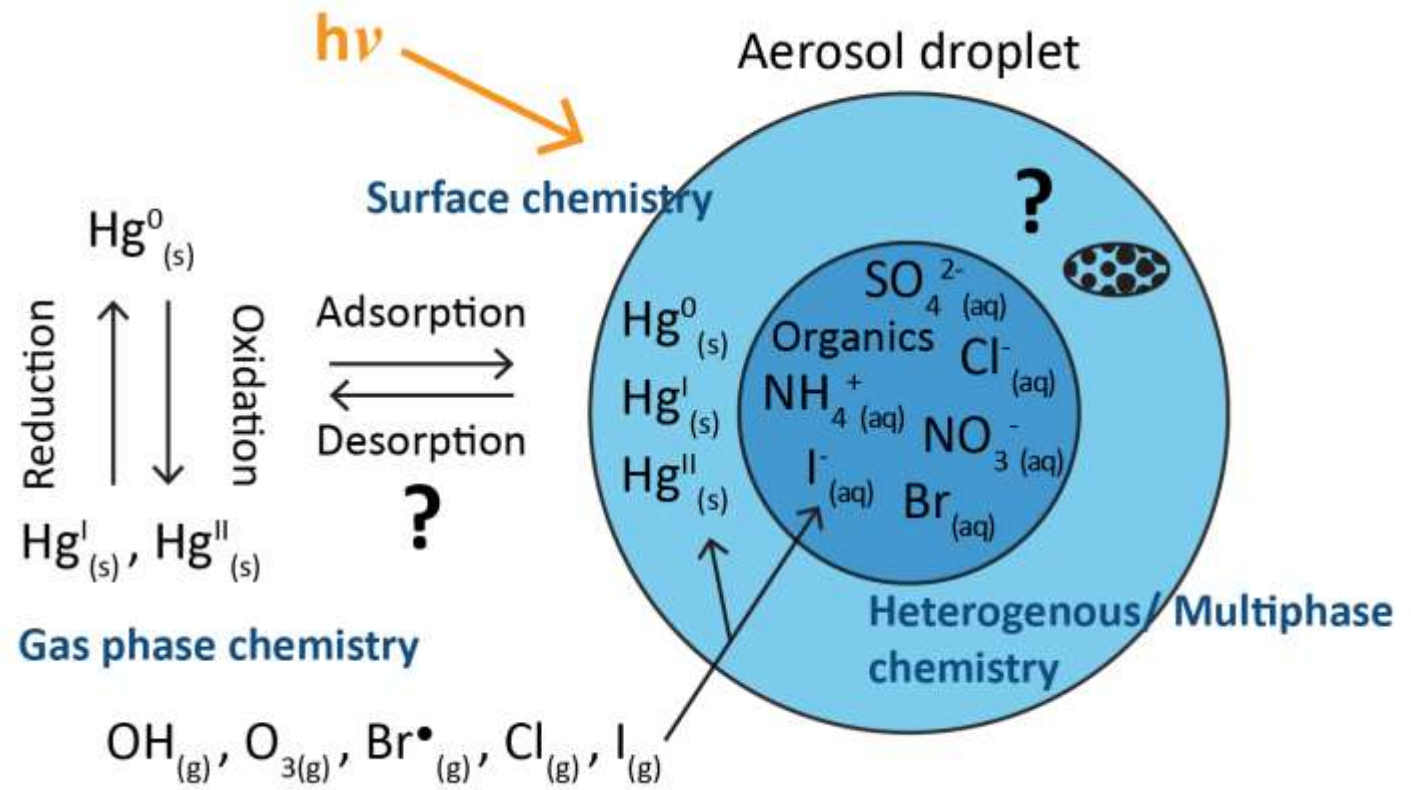 hν
Aerosol droplet
Surface chemistry
?
Hg⁰(s)
Reduction
Oxidation
Adsorption
Desorption
?
Hgᴵ(s), Hgᴵᴵ(s)
Gas phase chemistry
Hg⁰(s)
Hgᴵ(s)
Hgᴵᴵ(s)
SO₄²⁻(aq)
Organics
Cl⁻(aq)
NH₄⁺(aq)
NO₃⁻(aq)
I⁻(aq)
Br(aq)
Heterogenous/ Multiphase
chemistry
OH(g), O₃(g), Br•(g), Cl(g), I(g)